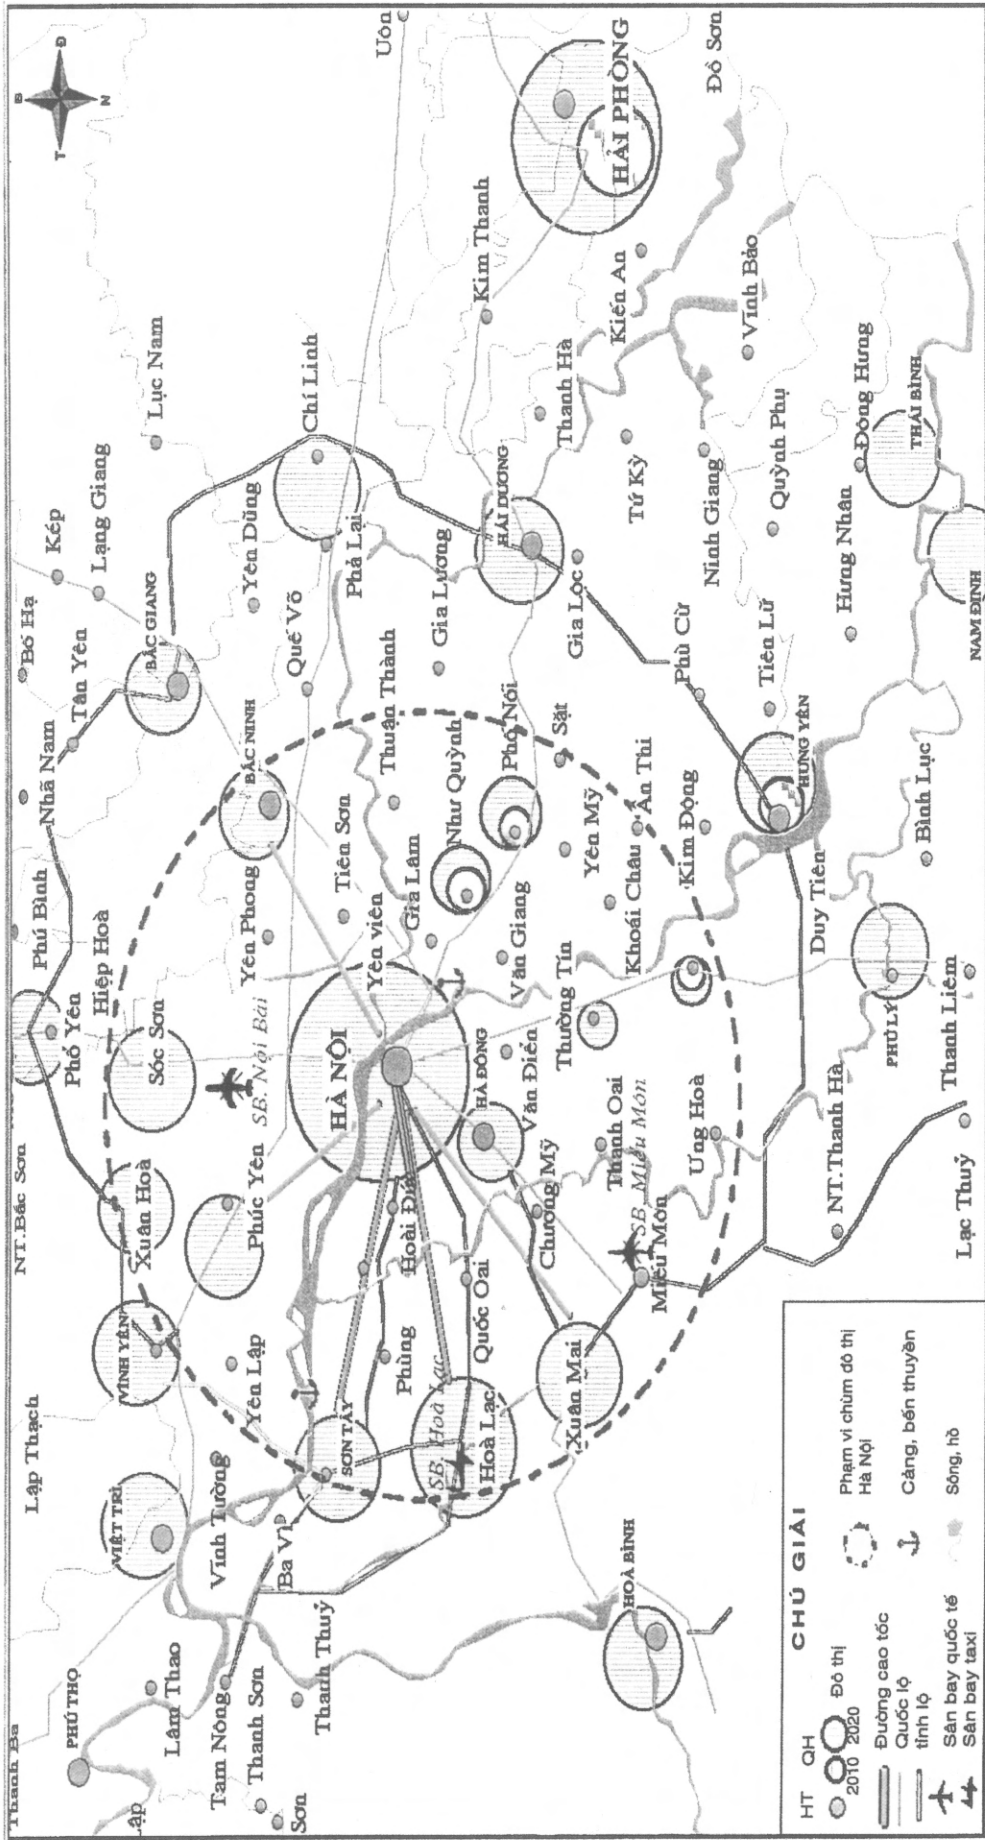 Thanh Ba
Lập Thạch
NT.Bắc Sơn
Phú Bình
Nhã Nam
Bố Hạ
Kép
B
T
Đ
N
PHÚ THỌ
VIỆT TRÌ
VĨNH YÊN
Xuân Hoà
Phổ Yên
Hiệp Hoà
Tân Yên
Lạng Giang
BẮC GIANG
Lục Nam
Lập
Lâm Thao
Sóc Sơn
Tam Nông
Vĩnh Tường
Yên Lập
Phúc Yên
SB. Nội Bài
Yên Phong
BẮC NINH
Yên Dũng
Thanh Sơn
Sơn
Ba Vì
Quế Võ
Chí Linh
Thanh Thuỷ
SƠN TÂY
HÀ NỘI
Yên viên
Tiên Sơn
Phả Lại
Uôn
Phùng
Hoài Đức
Gia Lâm
Thuận Thành
Gia Lương
SB. Hoà Lạc
Hoà Lạc
Quốc Oai
HÀ ĐÔNG
Như Quỳnh
Phố Nối
HẢI DƯƠNG
Kim Thanh
Văn Điển
Văn Giang
Chương Mỹ
Thường Tín
Sặt
Thanh Hà
Xuân Mai
Yên Mỹ
Gia Lộc
HẢI PHÒNG
HOÀ BÌNH
Thanh Oai
SB. Miếu Môn
Miếu Môn
Khoái Châu
Ân Thi
Tứ Kỳ
Kiến An
Ưng Hoà
Kim Động
Phù Cừ
Ninh Giang
Đồ Sơn
Tiên Lữ
Quỳnh Phụ
Vĩnh Bảo
HƯNG YÊN
Duy Tiên
NT.Thanh Hà
Hưng Nhân
Đông Hưng
PHỦ LÝ
Bình Lục
THÁI BÌNH
Lạc Thuỷ
Thanh Liêm
NAM ĐỊNH
CHÚ GIẢI
HT
QH
2010
2020
Đô thị
Đường cao tốc
Quốc lộ
tỉnh lộ
Sân bay quốc tế
Sân bay taxi
Phạm vi chùm đô thị
Hà Nội
Cảng, bến thuyền
Sông, hồ